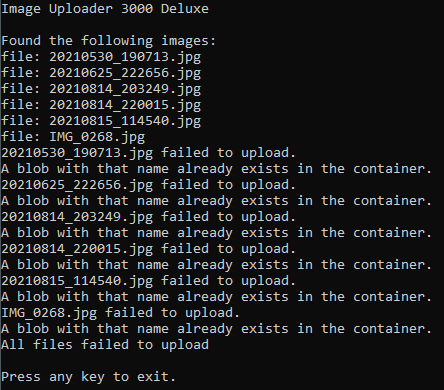 Image Uploader 3000 Deluxe
Found the following images:
file: 20210530_190713.jpg
file: 20210625_222656.jpg
file: 20210814_203249.jpg
file: 20210814_220015.jpg
file: 20210815_114540.jpg
file: IMG_0268.jpg
20210530_190713.jpg failed to upload.
A blob with that name already exists in the container.
20210625_222656.jpg failed to upload.
A blob with that name already exists in the container.
20210814_203249.jpg failed to upload.
A blob with that name already exists in the container.
20210814_220015.jpg failed to upload.
A blob with that name already exists in the container.
20210815_114540.jpg failed to upload.
A blob with that name already exists in the container.
IMG_0268.jpg failed to upload.
A blob with that name already exists in the container.
All files failed to upload
Press any key to exit.